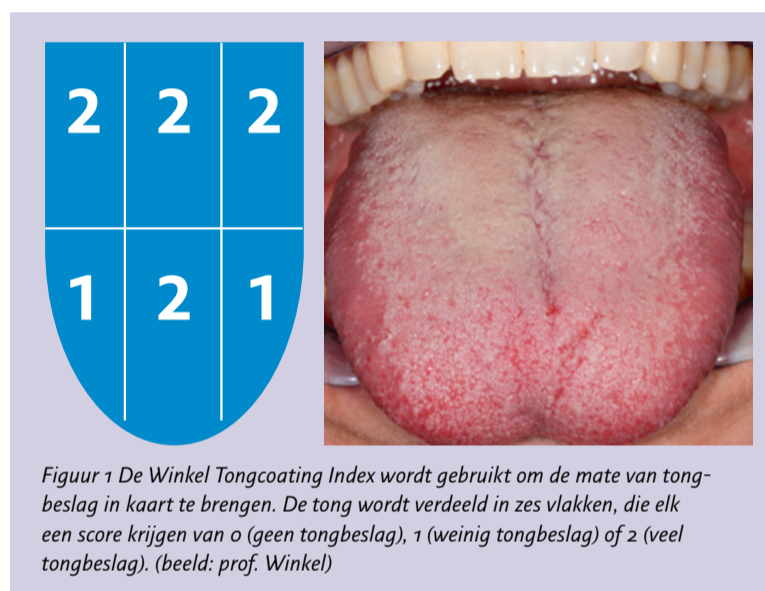 2 2 2
1 2 1
Figuur 1 De Winkel Tongcoating Index wordt gebruikt om de mate van tong-
beslag in kaart te brengen. De tong wordt verdeeld in zes vlakken, die elk
een score krijgen van 0 (geen tongbeslag), 1 (weinig tongbeslag) of 2 (veel
tongbeslag). (beeld: prof. Winkel)